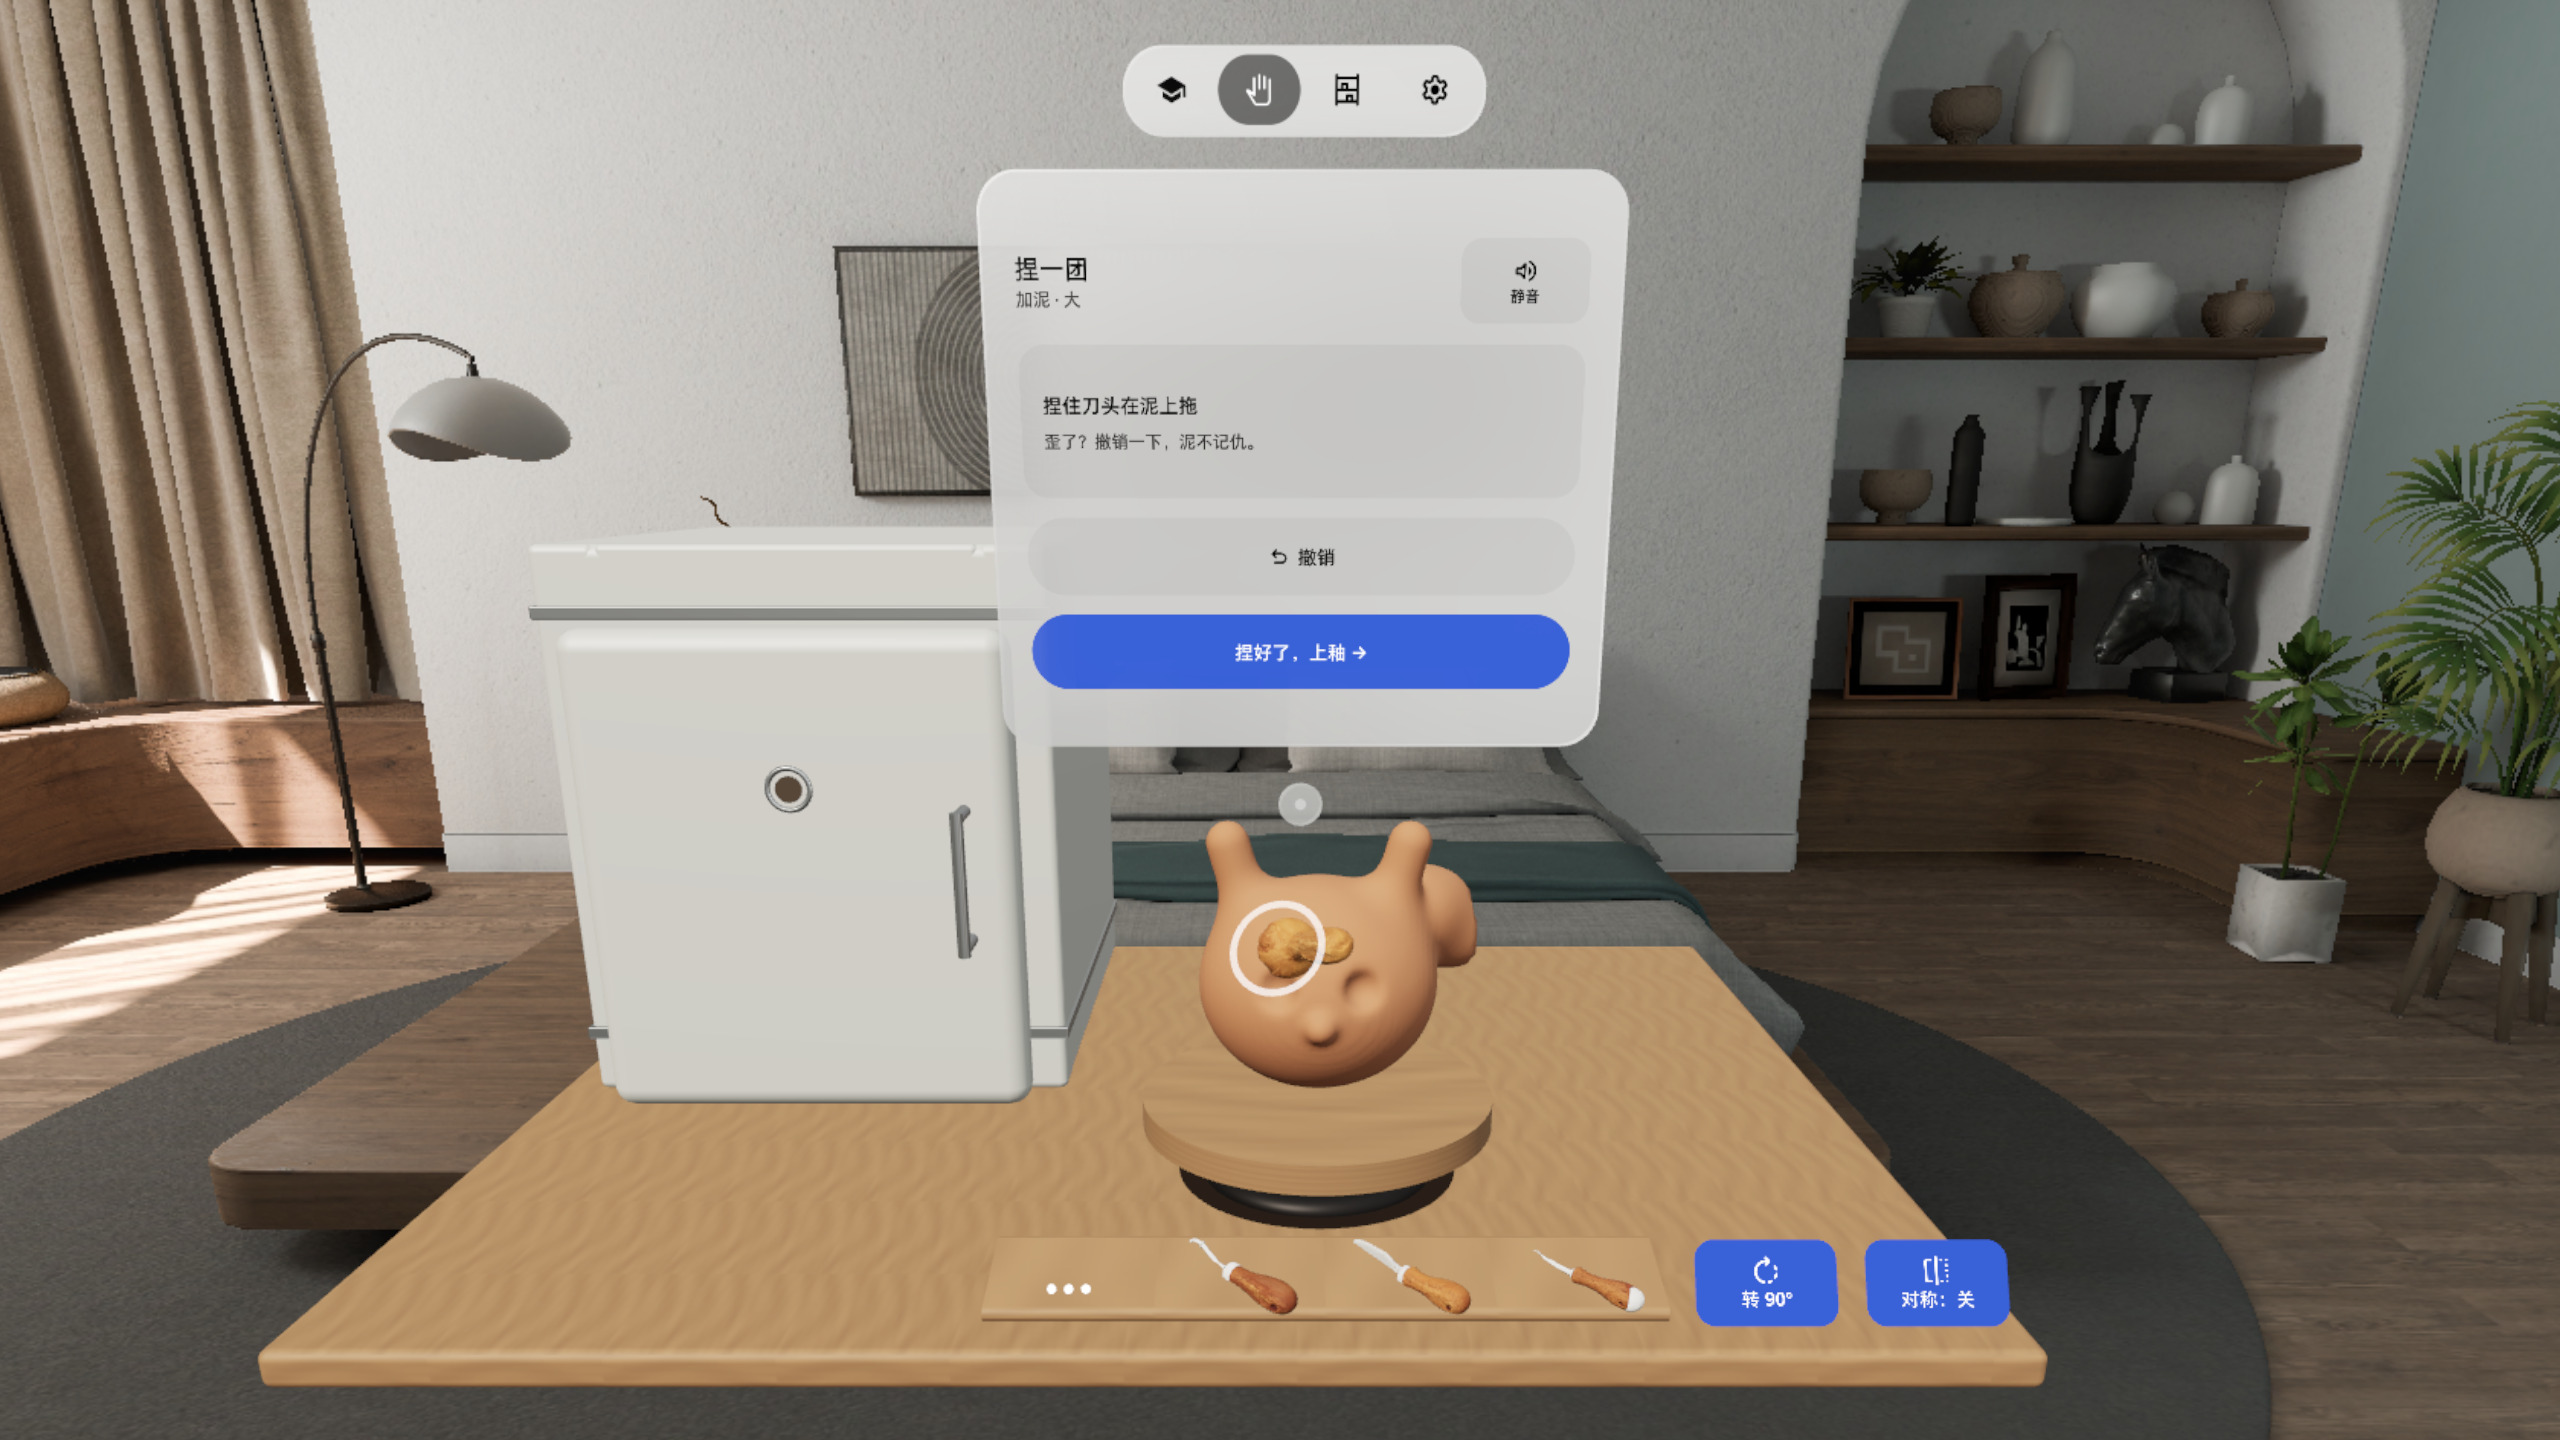 捏一团
加泥 · 大
静音
捏住刀头在泥上拖
歪了？撤销一下，泥不记仇。
撤销
捏好了，上釉 →
转 90°
对称：关